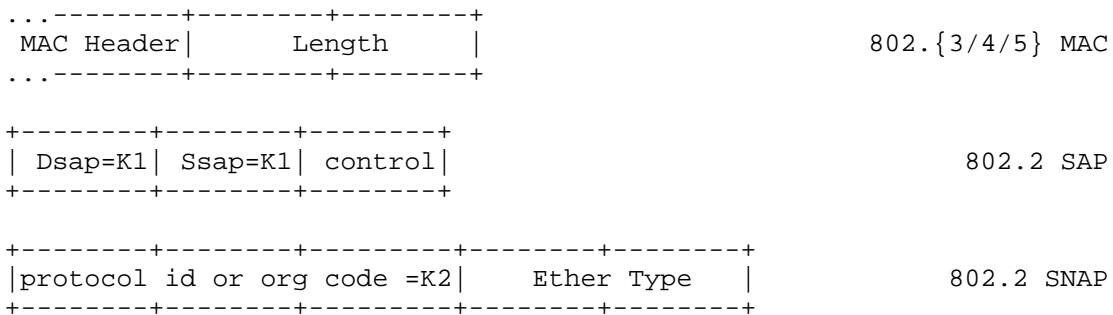 ...--------+--------+--------+
 MAC Header|      Length     |                         802.{3/4/5} MAC
...--------+--------+--------+
+--------+--------+--------+
| Dsap=K1| Ssap=K1| control|                                 802.2 SAP
+--------+--------+--------+
+--------+--------+---------+--------+--------+
|protocol id or org code =K2|    Ether Type   |             802.2 SNAP
+--------+--------+---------+--------+--------+